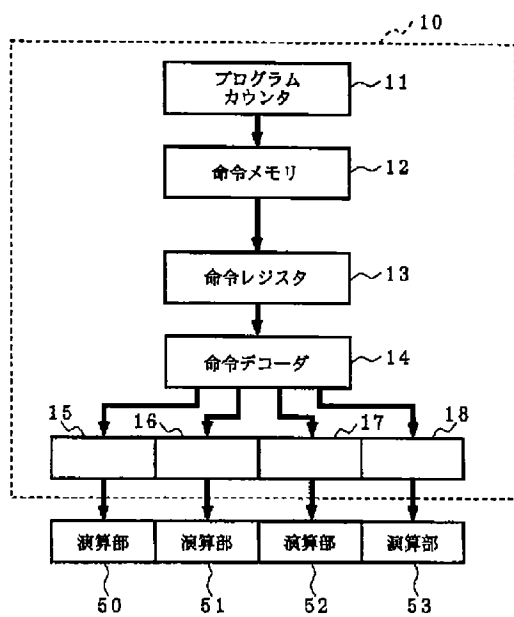 10
プログラム
カウンタ
11
命令メモリ
12
命令レジスタ
13
命令デコーダ
14
15
16
17
18
演算部
演算部
演算部
演算部
50
51
52
53